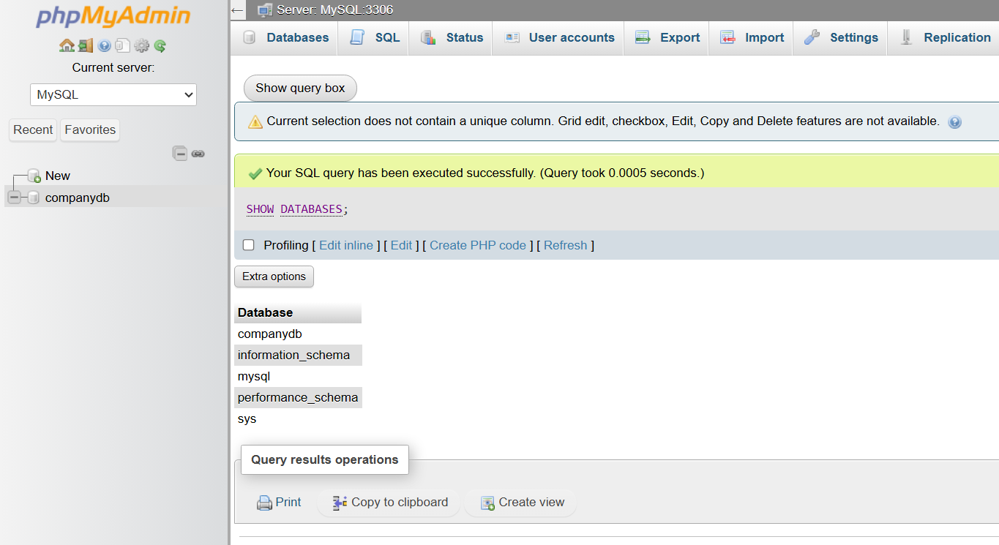 phpMyAdmin
Current server:
MySQL
Recent Favorites
New
companydb
← Server: MySQL:3306
Databases SQL Status User accounts Export Import Settings Replication
Show query box
Current selection does not contain a unique column. Grid edit, checkbox, Edit, Copy and Delete features are not available.
Your SQL query has been executed successfully. (Query took 0.0005 seconds.)
SHOW DATABASES;
Profiling [ Edit inline ] [ Edit ] [ Create PHP code ] [ Refresh ]
Extra options
Database
companydb
information_schema
mysql
performance_schema
sys
Query results operations
Print Copy to clipboard Create view